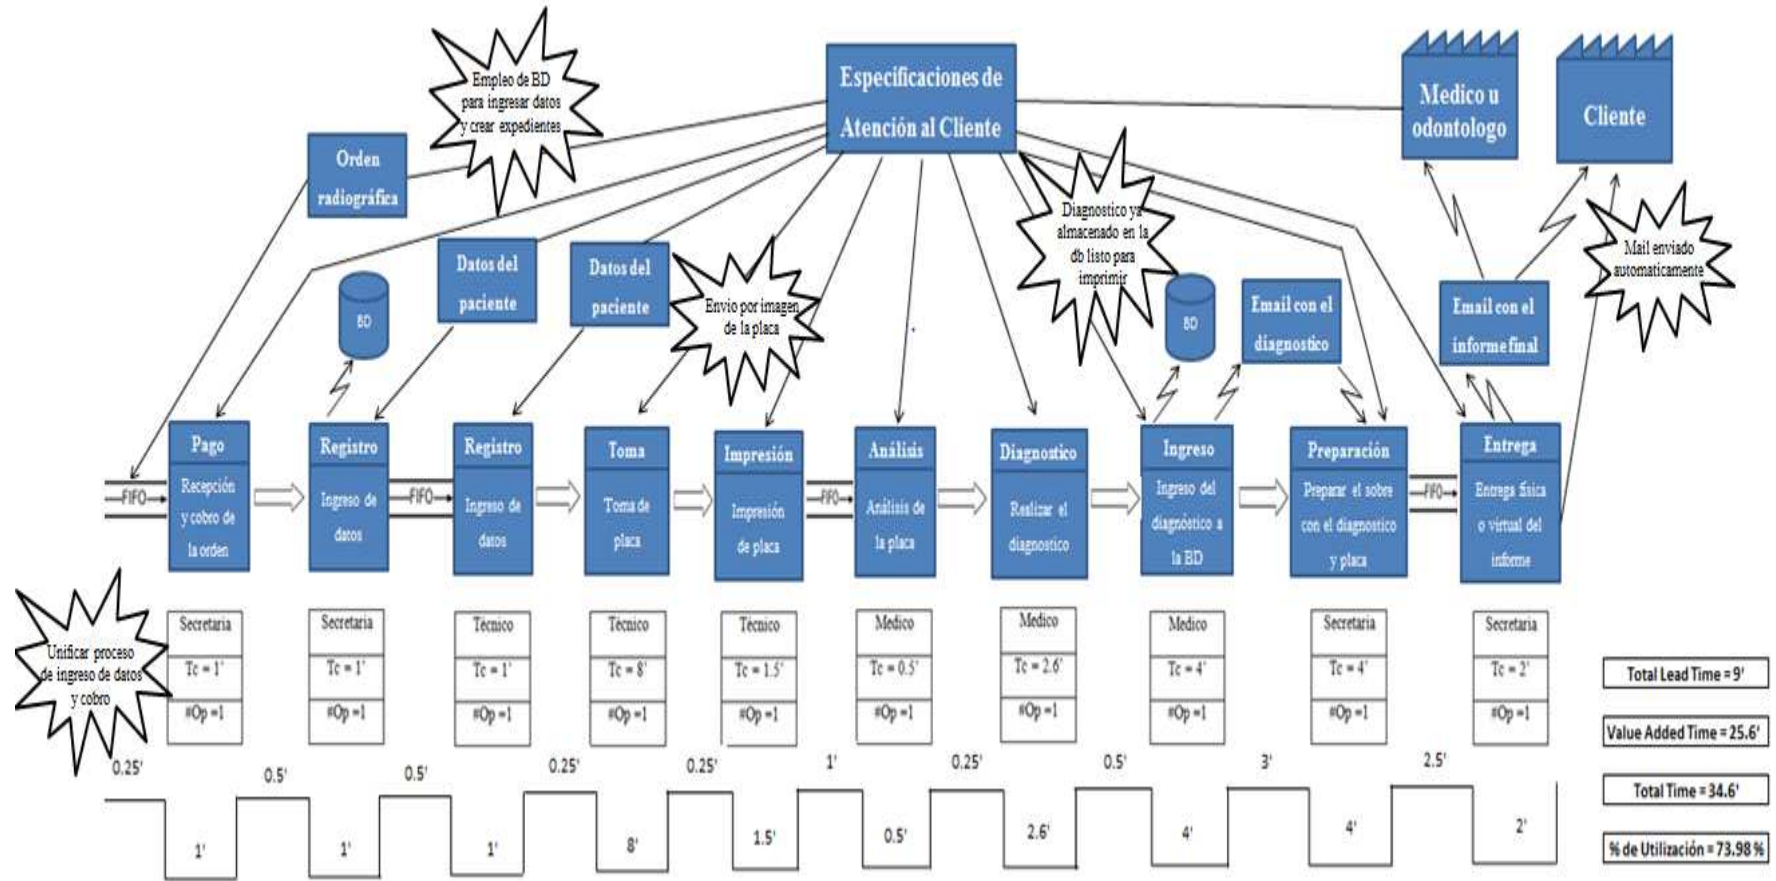 Empleo de BD
para ingresar datos
y crear expedientes
Especificaciones de
Atención al Cliente
Medico u
odontologo
Cliente
Orden
radiográfica
Datos del
paciente
Datos del
paciente
BD
Envio por imagen
de la placa
Diagnostico ya
almacenado en la
db listo para
imprimir
BD
Email con el
diagnostico
Email con el
informe final
Mail enviado
automaticamente
FIFO
Pago
Recepción
y cobro de
la orden
Registro
Ingreso de
datos
FIFO
Registro
Ingreso de
datos
Toma
Toma de
placa
Impresión
Impresión
de placa
FIFO
Análisis
Análisis de
la placa
Diagnostico
Realizar el
diagnostico
Ingreso
Ingreso del
diagnóstico a
la BD
Preparación
Preparar el sobre
con el diagnostico
y placa
FIFO
Entrega
Entrega física
o virtual del
informe
Unificar proceso
de ingreso de datos
y cobro
Secretaria
Tc = 1'
#Op =1
Secretaria
Tc = 1'
#Op =1
Técnico
Tc = 1'
#Op =1
Técnico
Tc = 8'
#Op =1
Técnico
Tc = 1.5'
#Op =1
Medico
Tc = 0.5'
#Op =1
Medico
Tc = 2.6'
#Op =1
Medico
Tc = 4'
#Op =1
Secretaria
Tc = 4'
#Op =1
Secretaria
Tc = 2'
#Op =1
0.25' 0.5' 0.5' 0.25' 0.25' 1' 0.25' 0.5' 3' 2.5'
1' 1' 1' 8' 1.5' 0.5' 2.6' 4' 4' 2'
Total Lead Time = 9'
Value Added Time = 25.6'
Total Time = 34.6'
% de Utilización = 73.98 %